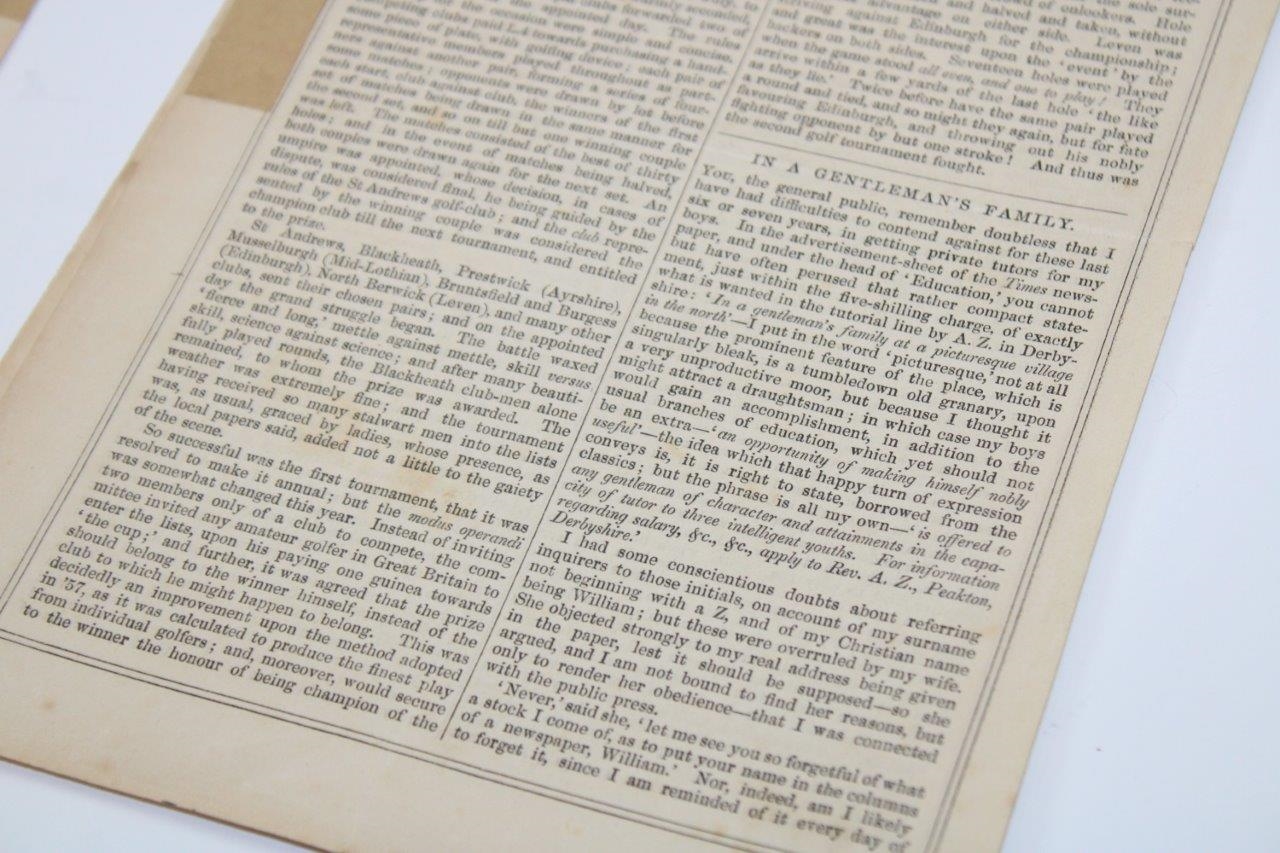 for the occasion were simple and concise.
competing clubs paid L.4 towards purchasing a hand-
some piece of plate, with golfing device; each pair of
representative members played throughout as part-
ners against another pair, forming a series of four-
some matches; opponents were drawn by lot before
each start, club against club, the winners of the first
set of matches being drawn in the same manner for
the second set, and so on till but one winning couple
was left. The matches consisted of the best of thirty
holes; and in the event of matches being halved,
both couples were drawn again for the next set. An
umpire was appointed, whose decision, in cases of
dispute, was considered final, he being guided by the
rules of the St Andrews golf-club; and the club repre-
sented by the winning couple was considered the
champion club till the next tournament, and entitled
to the prize.
St Andrews, Blackheath, Prestwick (Ayrshire),
Musselburgh (Mid-Lothian), Bruntsfield and Burgess
(Edinburgh), North Berwick (Leven), and many other
clubs, sent their chosen pairs; and on the appointed
day the grand struggle began. The battle waxed
'fierce and long,' mettle against mettle, skill versus
skill, science against science; and after many beauti-
fully played rounds, the Blackheath club-men alone
remained, to whom the prize was awarded. The
weather was extremely fine; and the tournament
having received so many stalwart men into the lists
was, as usual, graced by ladies, whose presence, as
the local papers said, added not a little to the gaiety
of the scene.
So successful was the first tournament, that it was
resolved to make it annual; but the modus operandi
was somewhat changed this year. Instead of inviting
two members only of a club to compete, the com-
mittee invited any amateur golfer in Great Britain to
enter the lists, upon his paying one guinea towards
'the cup;' and further, it was agreed that the prize
should belong to the winner himself, instead of the
club to which he might happen to belong. This was
decidedly an improvement upon the method adopted
in '57, as it was calculated to produce the finest play
from individual golfers; and, moreover, would secure
to the winner the honour of being champion of the
advantage on either side. Leven was
driving against Edinburgh for the championship;
and great was the interest upon the 'event' by the
backers on both sides. Seventeen holes were played
when the game stood all even, and one to play! They
arrive within a few yards of the last hole 'the like
as they lie.' Twice before have the same pair played
a round and tied, and so might they again, but for fate
favouring Edinburgh, and throwing out his nobly
fighting opponent by but one stroke! And thus was
the second golf tournament fought.
IN A GENTLEMAN'S FAMILY.
You, the general public, remember doubtless that I
have had difficulties to contend against for these last
six or seven years, in getting private tutors for my
boys. In the advertisement-sheet of the Times news-
paper, and under the head of 'Education,' you cannot
but have often perused that rather compact state-
ment, just within the five-shilling charge, of exactly
what is wanted in the tutorial line by A. Z. in Derby-
shire: 'In a gentleman's family at a picturesque village
in the north'—I put in the word 'picturesque,' not at all
because the prominent feature of the place, which is
singularly bleak, is a tumbledown old granary, upon
a very unproductive moor, but because I thought it
might attract a draughtsman; in which case my boys
would gain an accomplishment, in addition to the
usual branches of education, which yet should not
be an extra—'an opportunity of making himself nobly
useful'—the idea which that happy turn of expression
conveys is, it is right to state, borrowed from the
classics; but the phrase is all my own—'is offered to
any gentleman of character and attainments in the capa-
city of tutor to three intelligent youths. For information
regarding salary, &c., &c., apply to Rev. A. Z., Peakton,
Derbyshire.'
I had some conscientious doubts about referring
inquirers to those initials, on account of my surname
not beginning with a Z, and of my Christian name
being William; but these were overruled by my wife.
She objected strongly to my real address being given
in the paper, lest it should be supposed—so she
argued, and I am not bound to find her reasons, but
only to render her obedience—that I was connected
with the public press.
'Never,' said she, 'let me see you so forgetful of what
a stock I come of, as to put your name in the columns
of a newspaper, William.' Nor, indeed, am I likely
to forget it, since I am reminded of it every day of